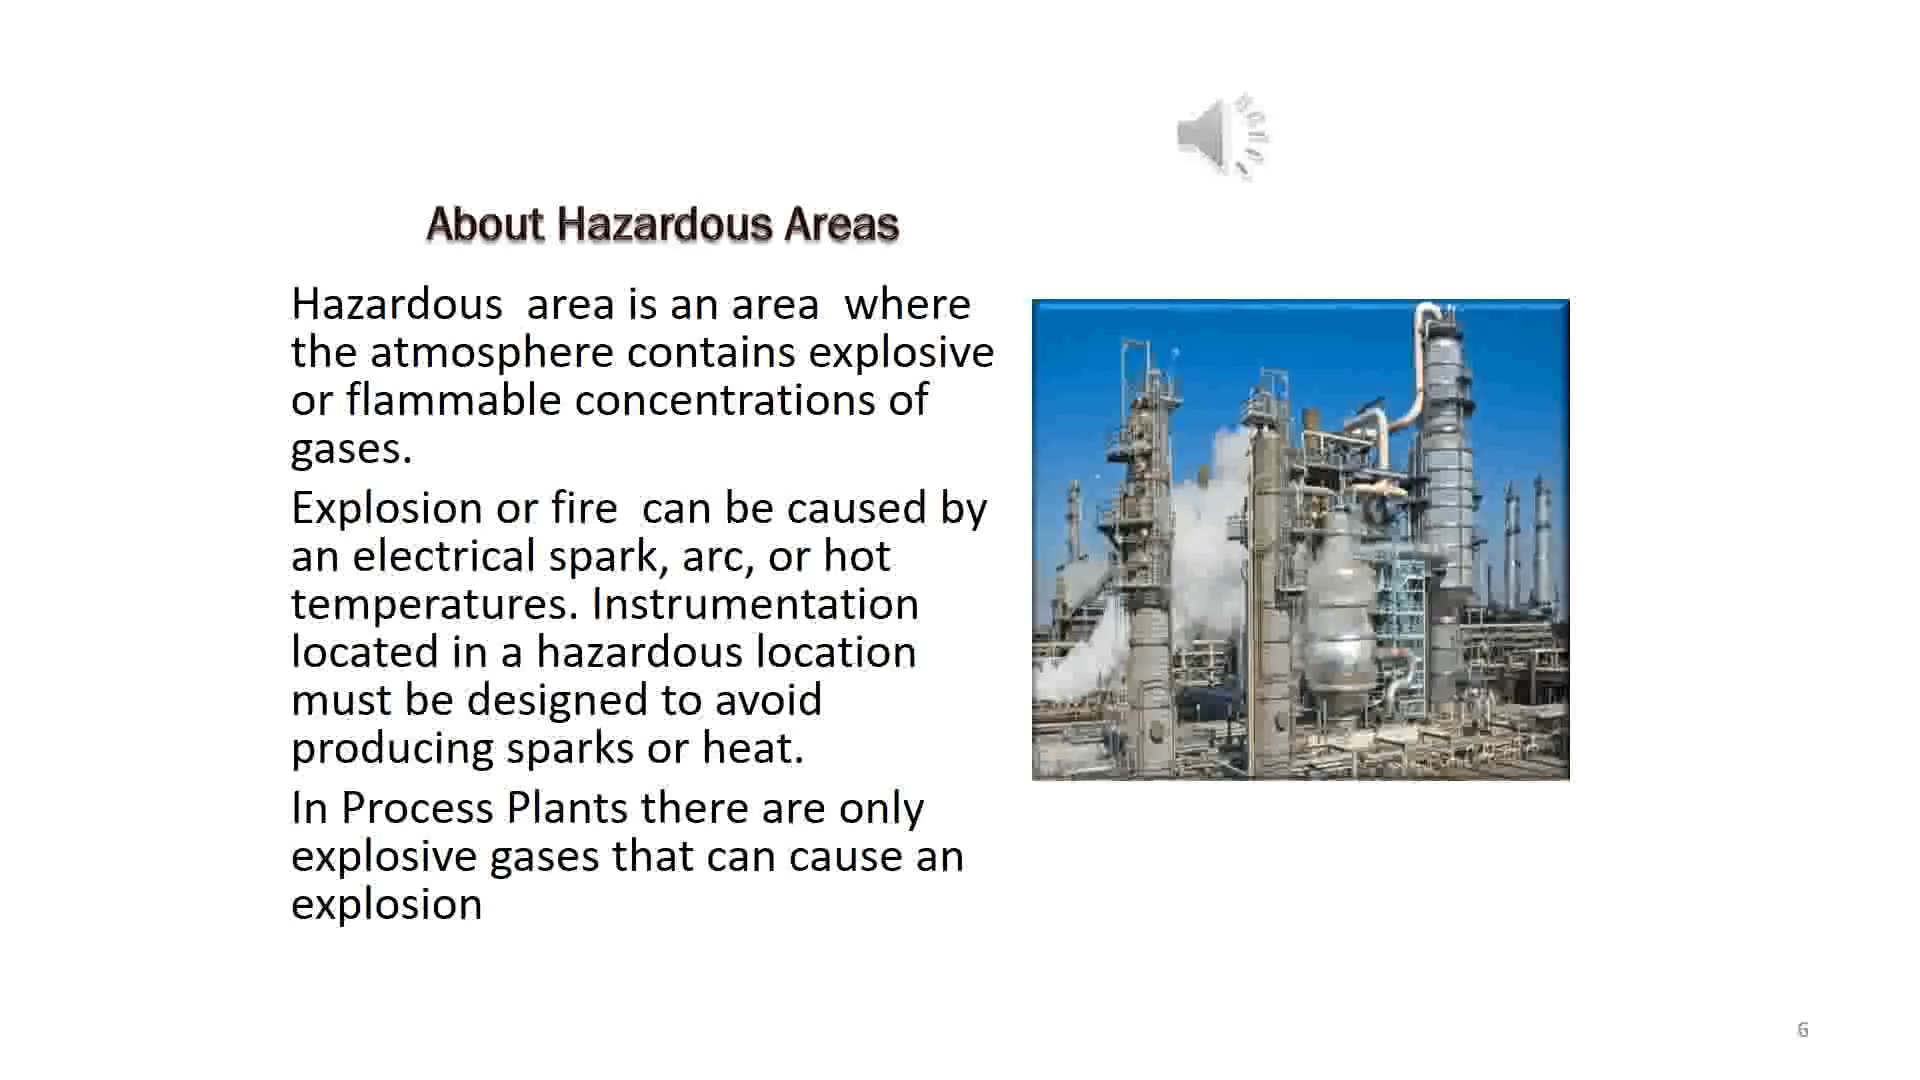 About Hazardous Areas
Hazardous  area is an area  where
the atmosphere contains explosive
or flammable concentrations of
gases.
Explosion or fire  can be caused by
an electrical spark, arc, or hot
temperatures. Instrumentation
located in a hazardous location
must be designed to avoid
producing sparks or heat.
In Process Plants there are only
explosive gases that can cause an
explosion
6